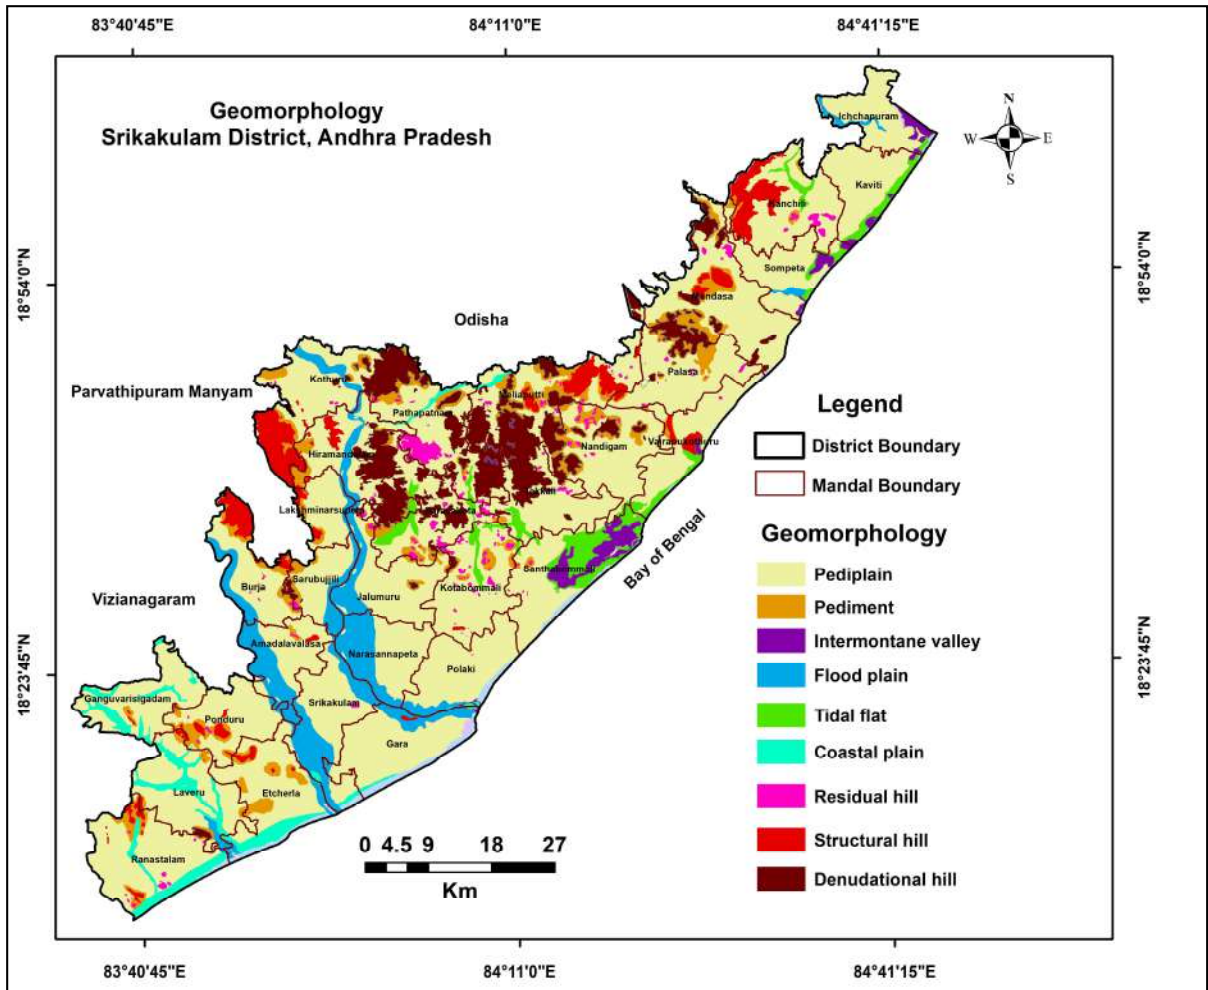 83°40'45"E
84°11'0"E
84°41'15"E
Geomorphology
Srikakulam District, Andhra Pradesh
N
W
E
S
Ichchapuram
Kaviti
Kanchili
Sompeta
18°54'0"N
18°54'0"N
Mandasa
Odisha
Palasa
Parvathipuram Manyam
Kothuru
Pathapatnam
Meliaputti
Nandigam
Vajrapukotturu
Hiramandalam
Lakshminarsupeta
Santhabommali
Bay of Bengal
Burja
Sarubujjili
Kotabommali
Jalumuru
Vizianagaram
Amadalavalasa
Narasannapeta
Polaki
18°23'45"N
18°23'45"N
Ganguvarisigadam
Ponduru
Srikakulam
Gara
Laveru
Etcherla
Ranastalam
0 4.5 9 18 27
Km
Legend
District Boundary
Mandal Boundary
Geomorphology
Pediplain
Pediment
Intermontane valley
Flood plain
Tidal flat
Coastal plain
Residual hill
Structural hill
Denudational hill
83°40'45"E
84°11'0"E
84°41'15"E